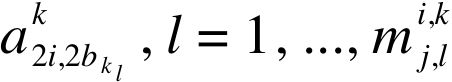 $a^{k}_{2i,2b_{k_l}}, l = 1, ..., m^{i,k}_{j,l}$